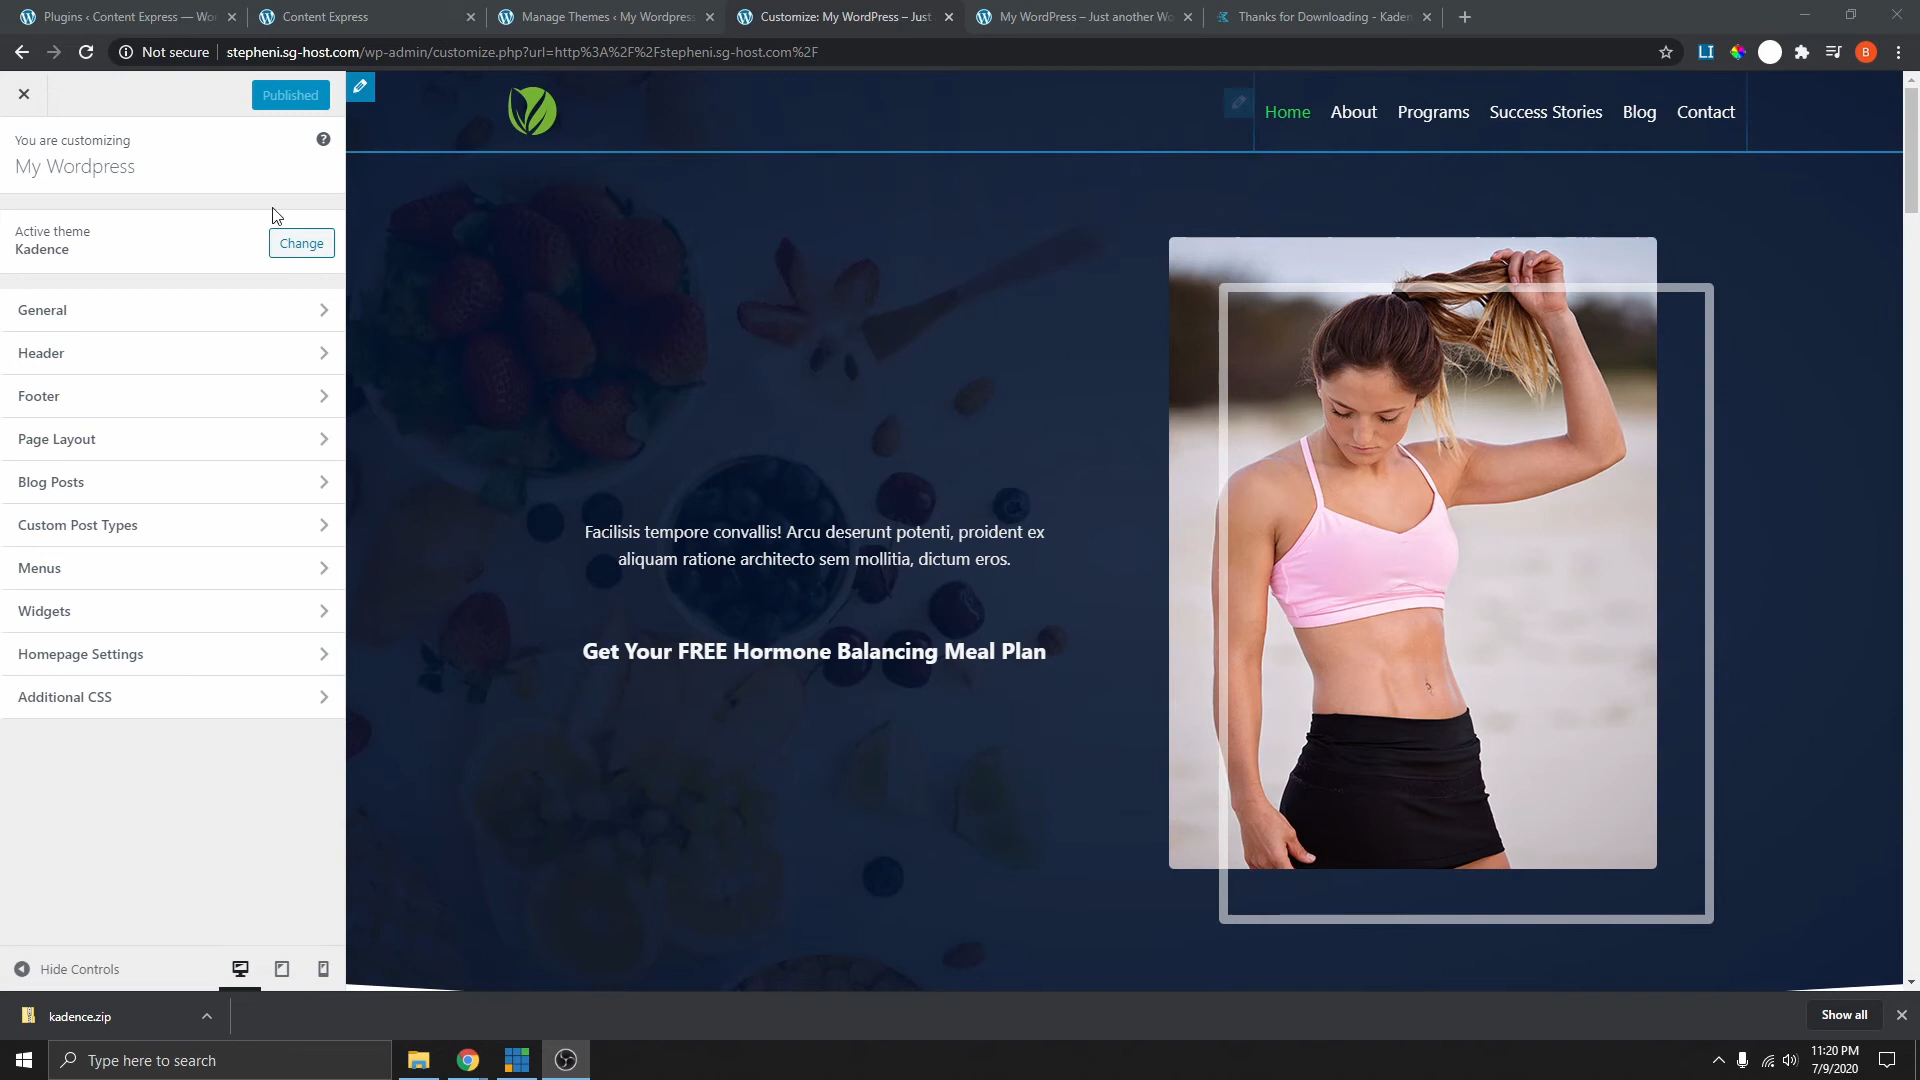 Plugins ‹ Content Express — Wo
Content Express
Manage Themes ‹ My Wordpress
Customize: My WordPress – Just
My WordPress – Just another Wo
Thanks for Downloading - Kaden
Not secure
stepheni.sg-host.com/wp-admin/customize.php?url=http%3A%2F%2Fstepheni.sg-host.com%2F
LI
B
Published
You are customizing
My Wordpress
Active theme
Kadence
Change
General
Header
Footer
Page Layout
Blog Posts
Custom Post Types
Menus
Widgets
Homepage Settings
Additional CSS
Hide Controls
Home About Programs Success Stories Blog Contact
Facilisis tempore convallis! Arcu deserunt potenti, proident ex
aliquam ratione architecto sem mollitia, dictum eros.
Get Your FREE Hormone Balancing Meal Plan
kadence.zip
Show all
Type here to search
11:20 PM
7/9/2020